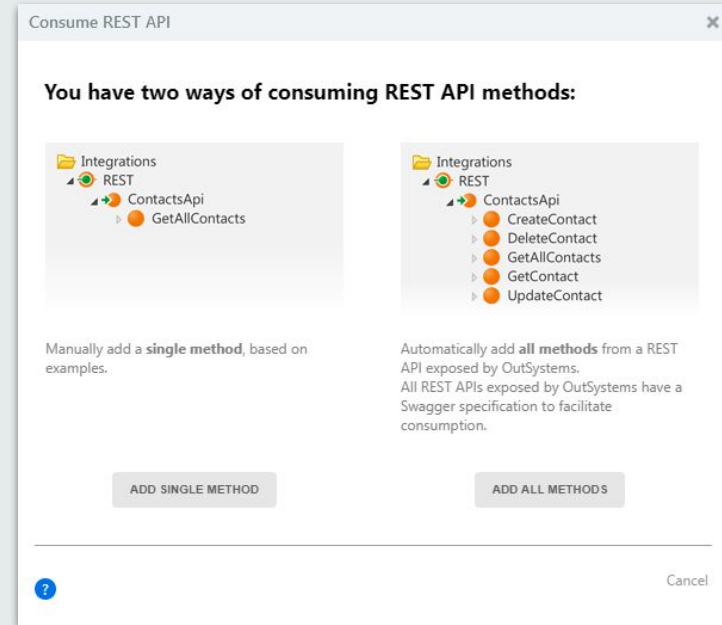 Consume REST API
You have two ways of consuming REST API methods:
Integrations
REST
ContactsApi
GetAllContacts
Manually add a single method, based on
examples.
ADD SINGLE METHOD
Integrations
REST
ContactsApi
CreateContact
DeleteContact
GetAllContacts
GetContact
UpdateContact
Automatically add all methods from a REST
API exposed by OutSystems.
All REST APIs exposed by OutSystems have a
Swagger specification to facilitate
consumption.
ADD ALL METHODS
?
Cancel